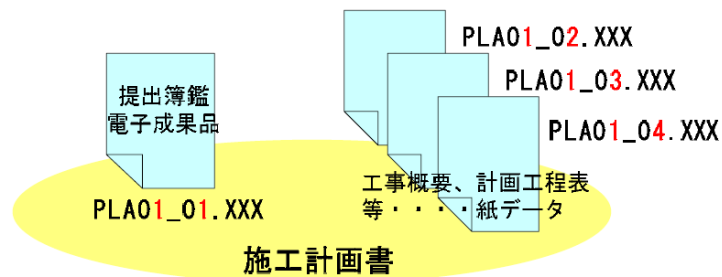 PLA01_02.XXX
PLA01_03.XXX
PLA01_04.XXX
提出簿鑑
電子成果品
PLA01_01.XXX
工事概要、計画工程表
等・・・・紙データ
施工計画書